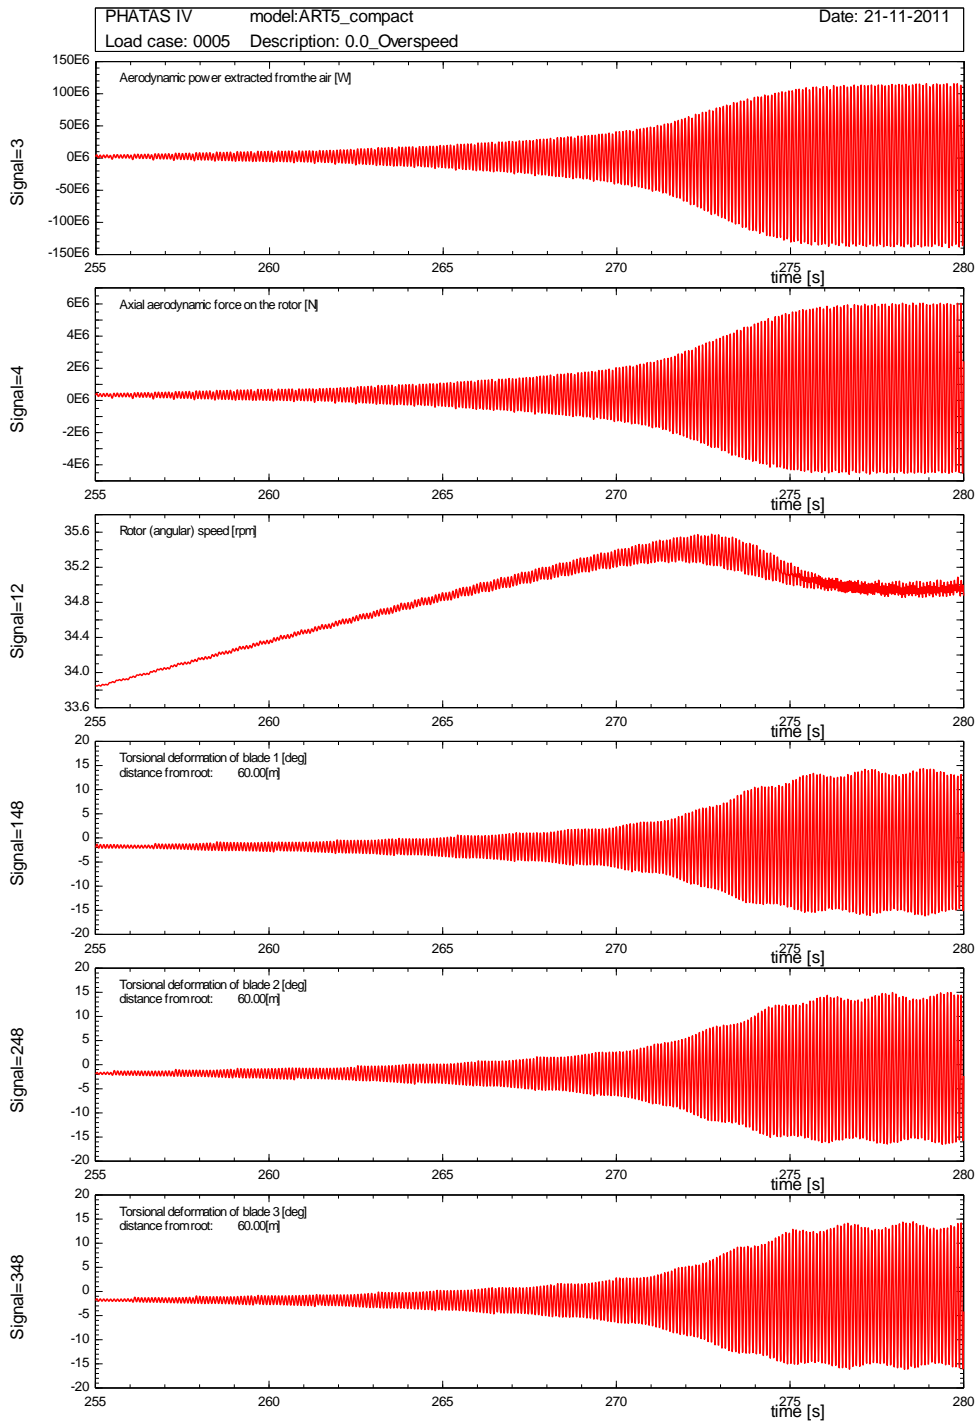 PHATAS IV model:ART5_compact Date: 21-11-2011
Load case: 0005 Description: 0.0_Overspeed
150E6
100E6
50E6
0E6
-50E6
-100E6
-150E6
Signal=3
Aerodynamic power extracted from the air [W]
255 260 265 270 275 280
time [s]
6E6
4E6
2E6
0E6
-2E6
-4E6
Signal=4
Axial aerodynamic force on the rotor [N]
255 260 265 270 275 280
time [s]
35.6
35.2
34.8
34.4
34.0
33.6
Signal=12
Rotor (angular) speed [rpm]
255 260 265 270 275 280
time [s]
20
15
10
5
0
-5
-10
-15
-20
Signal=148
Torsional deformation of blade 1 [deg]
distance from root: 60.00[m]
255 260 265 270 275 280
time [s]
20
15
10
5
0
-5
-10
-15
-20
Signal=248
Torsional deformation of blade 2 [deg]
distance from root: 60.00[m]
255 260 265 270 275 280
time [s]
20
15
10
5
0
-5
-10
-15
-20
Signal=348
Torsional deformation of blade 3 [deg]
distance from root: 60.00[m]
255 260 265 270 275 280
time [s]